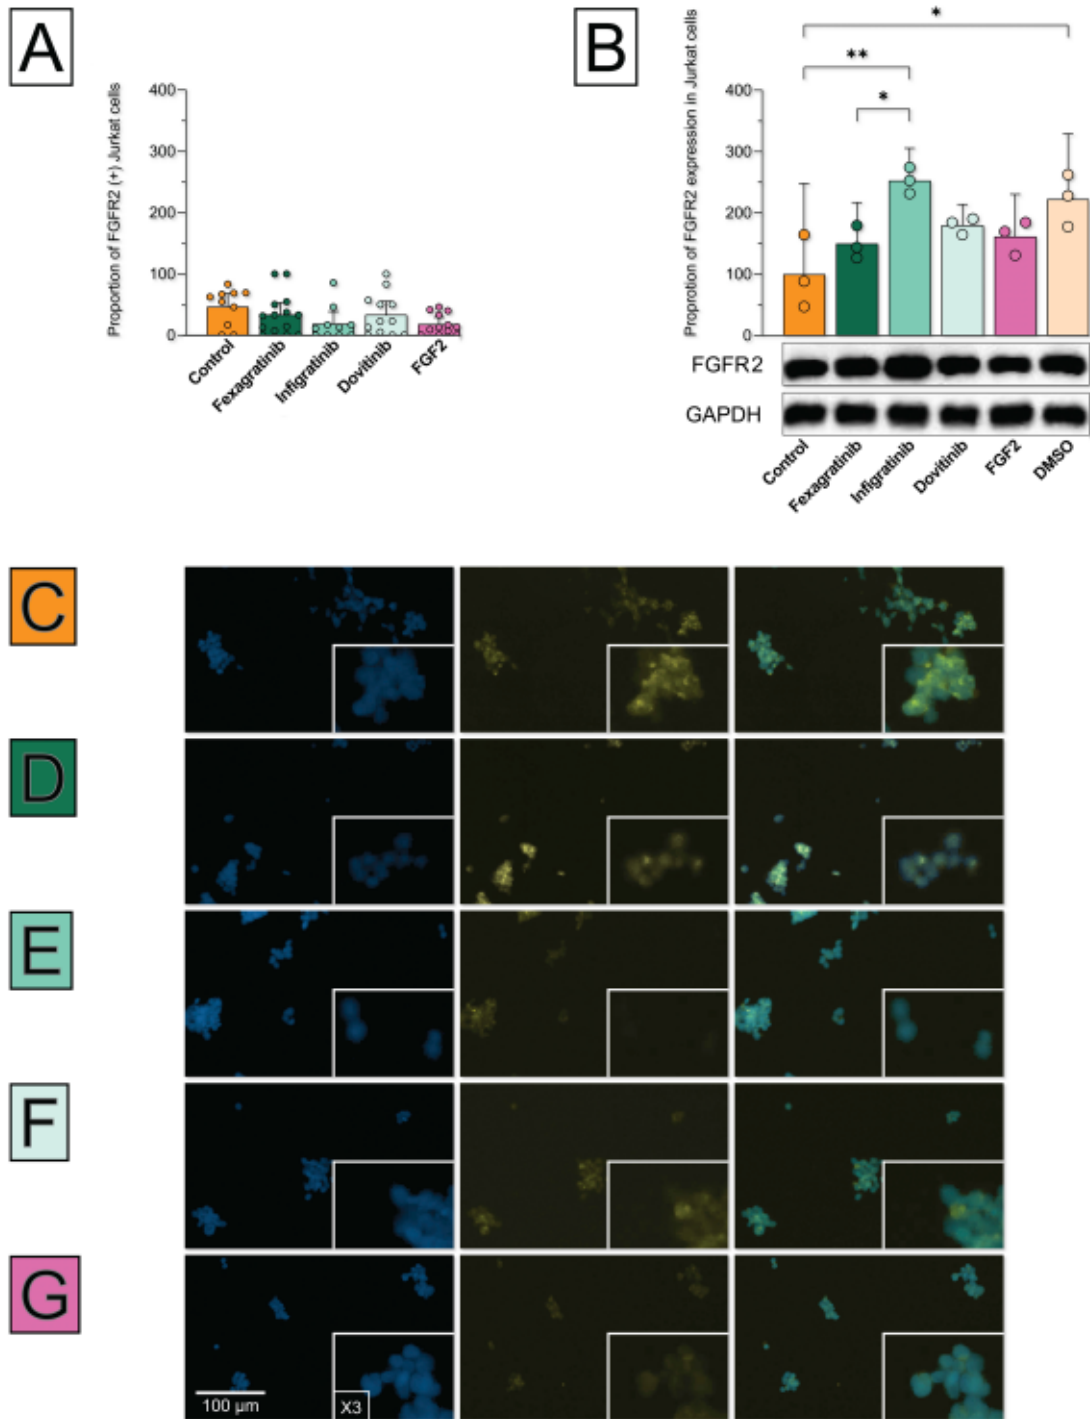 A
Proportion of FGFR2 (+) Jurkat cells
400
300
200
100
0
Control
Fexagratinib
Infigratinib
Dovitinib
FGF2
B
Proprotion of FGFR2 expression in Jurkat cells
*
**
*
400
300
200
100
0
FGFR2
GAPDH
Control
Fexagratinib
Infigratinib
Dovitinib
FGF2
DMSO
C
D
E
F
G
100 µm
X3